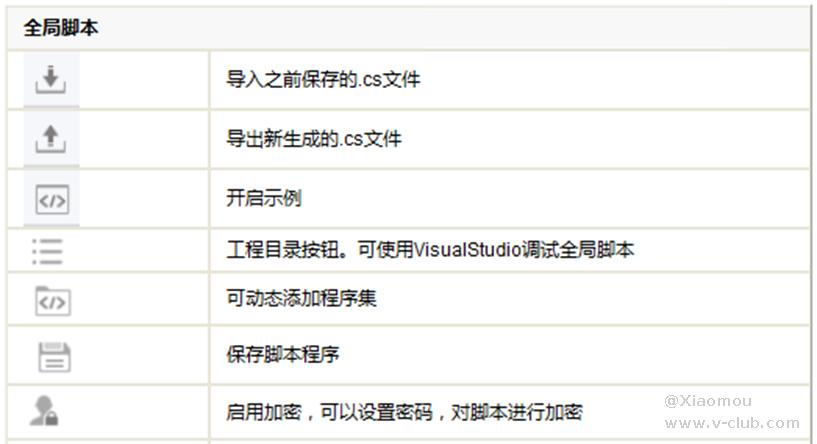 全局脚本
导入之前保存的.cs文件
导出新生成的.cs文件
</>
开启示例
工程目录按钮。可使用VisualStudio调试全局脚本
</>
可动态添加程序集
保存脚本程序
启用加密，可以设置密码，对脚本进行加密
@Xiaomou
www.v-club.com